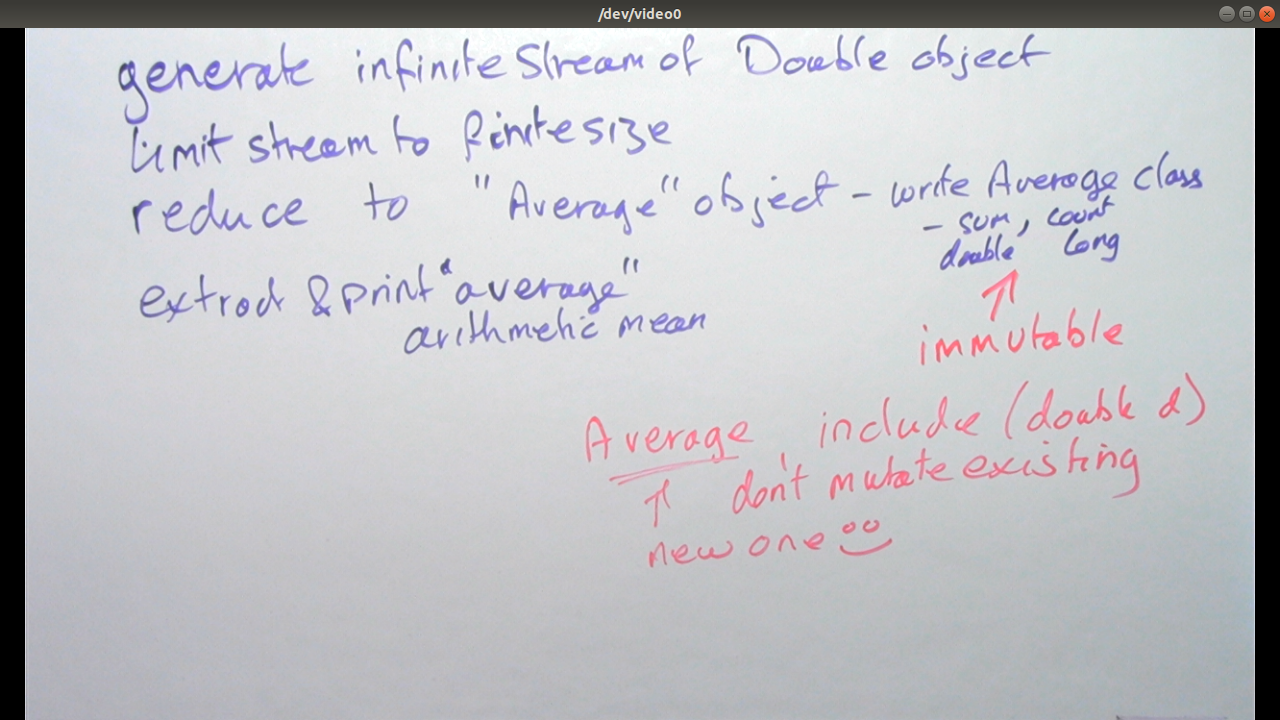 /dev/video0
generate infinite Stream of Double object
limit stream to finite size
reduce to "Average" object - write Average class
- sum, count
double long
extract & print "average"
arithmetic mean
immutable
Average include (double d)
don't mutate existing
new one